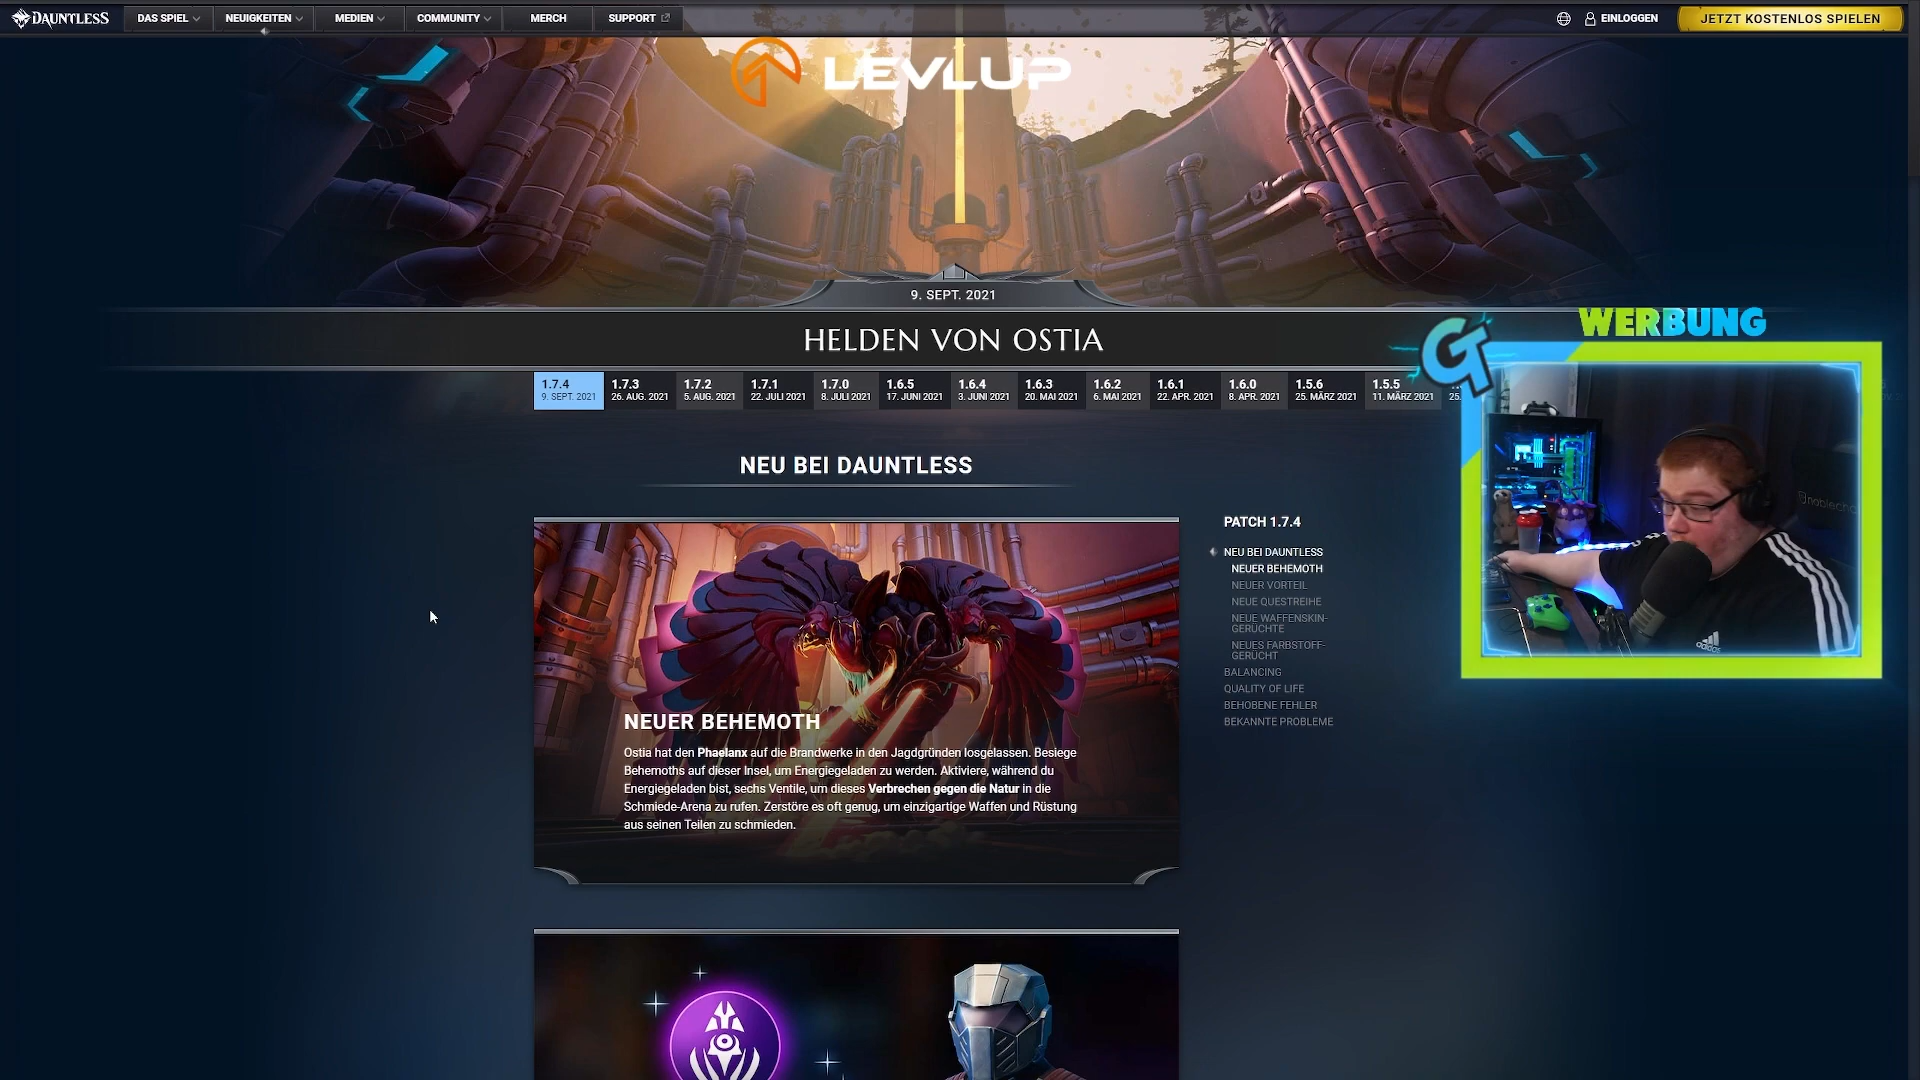 DAUNTLESS
DAS SPIEL
NEUIGKEITEN
MEDIEN
COMMUNITY
MERCH
SUPPORT
EINLOGGEN
JETZT KOSTENLOS SPIELEN
LEVLUP
9. SEPT. 2021
HELDEN VON OSTIA
1.7.4
9. SEPT. 2021
1.7.3
26. AUG. 2021
1.7.2
5. AUG. 2021
1.7.1
22. JULI 2021
1.7.0
8. JULI 2021
1.6.5
17. JUNI 2021
1.6.4
3. JUNI 2021
1.6.3
20. MAI 2021
1.6.2
6. MAI 2021
1.6.1
22. APR. 2021
1.6.0
8. APR. 2021
1.5.6
25. MÄRZ 2021
1.5.5
11. MÄRZ 2021
25.
WERBUNG
GT
noblecha
adidas
NEU BEI DAUNTLESS
NEUER BEHEMOTH
Ostia hat den Phaelanx auf die Brandwerke in den Jagdgründen losgelassen. Besiege
Behemoths auf dieser Insel, um Energiegeladen zu werden. Aktiviere, während du
Energiegeladen bist, sechs Ventile, um dieses Verbrechen gegen die Natur in die
Schmiede-Arena zu rufen. Zerstöre es oft genug, um einzigartige Waffen und Rüstung
aus seinen Teilen zu schmieden.
PATCH 1.7.4
NEU BEI DAUNTLESS
NEUER BEHEMOTH
NEUER VORTEIL
NEUE QUESTREIHE
NEUE WAFFENSKIN-
GERÜCHTE
NEUES FARBSTOFF-
GERÜCHT
BALANCING
QUALITY OF LIFE
BEHOBENE FEHLER
BEKANNTE PROBLEME